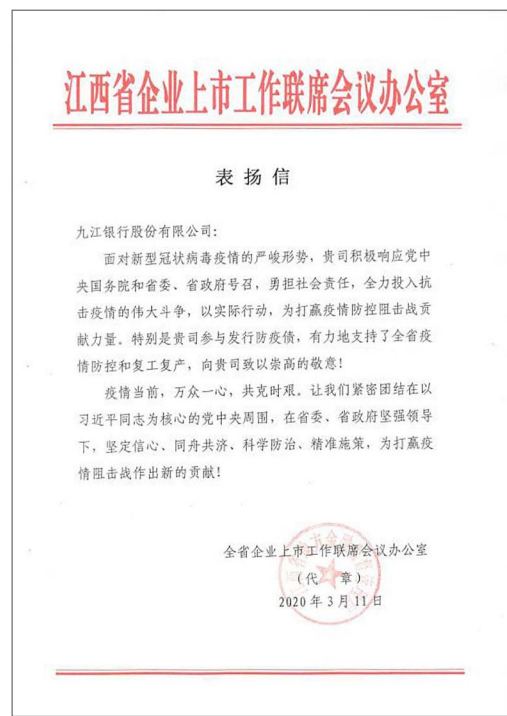 江西省企业上市工作联席会议办公室
表 扬 信
九江银行股份有限公司：
面对新型冠状病毒疫情的严峻形势，贵司积极响应党中
央国务院和省委、省政府号召，勇担社会责任，全力投入抗
击疫情的伟大斗争，以实际行动，为打赢疫情防控阻击战贡
献力量。特别是贵司参与发行防疫债，有力地支持了全省疫
情防控和复工复产，向贵司致以崇高的敬意！
疫情当前，万众一心，共克时艰。让我们紧密团结在以
习近平同志为核心的党中央周围，在省委、省政府坚强领导
下，坚定信心、同舟共济、科学防治、精准施策，为打赢疫
情阻击战作出新的贡献！
全省企业上市工作联席会议办公室
（代 章）
2020 年 3 月 11 日